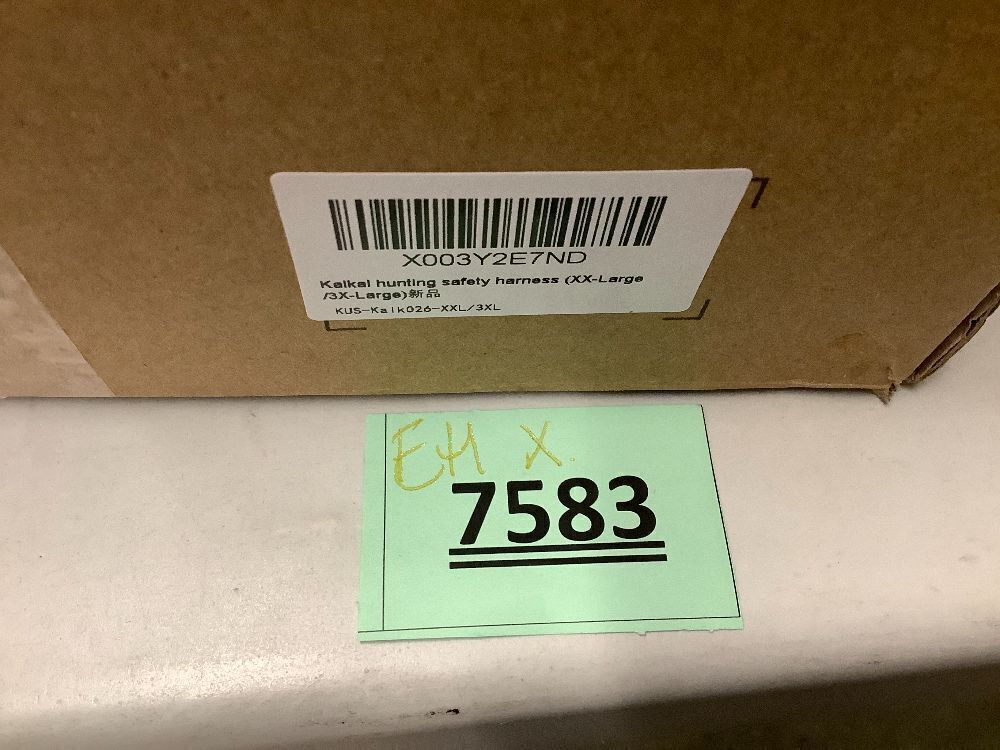 X003Y2E7ND
Kaikai hunting safety harness (XX-Large
/3X-Large)新品
KUS-Kaik026-XXL/3XL
EH X.
7583